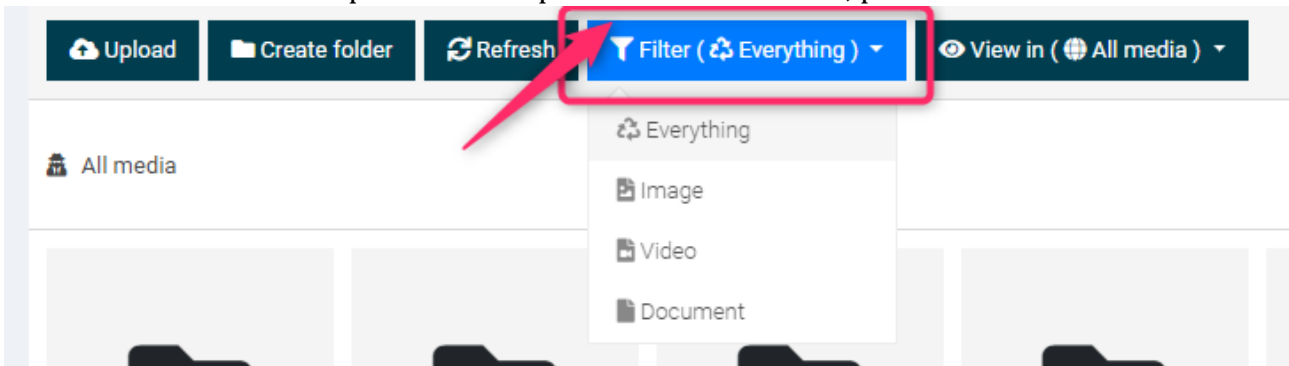 Upload Create folder Refresh Filter ( Everything ) View in ( All media )
Everything
All media
Image
Video
Document